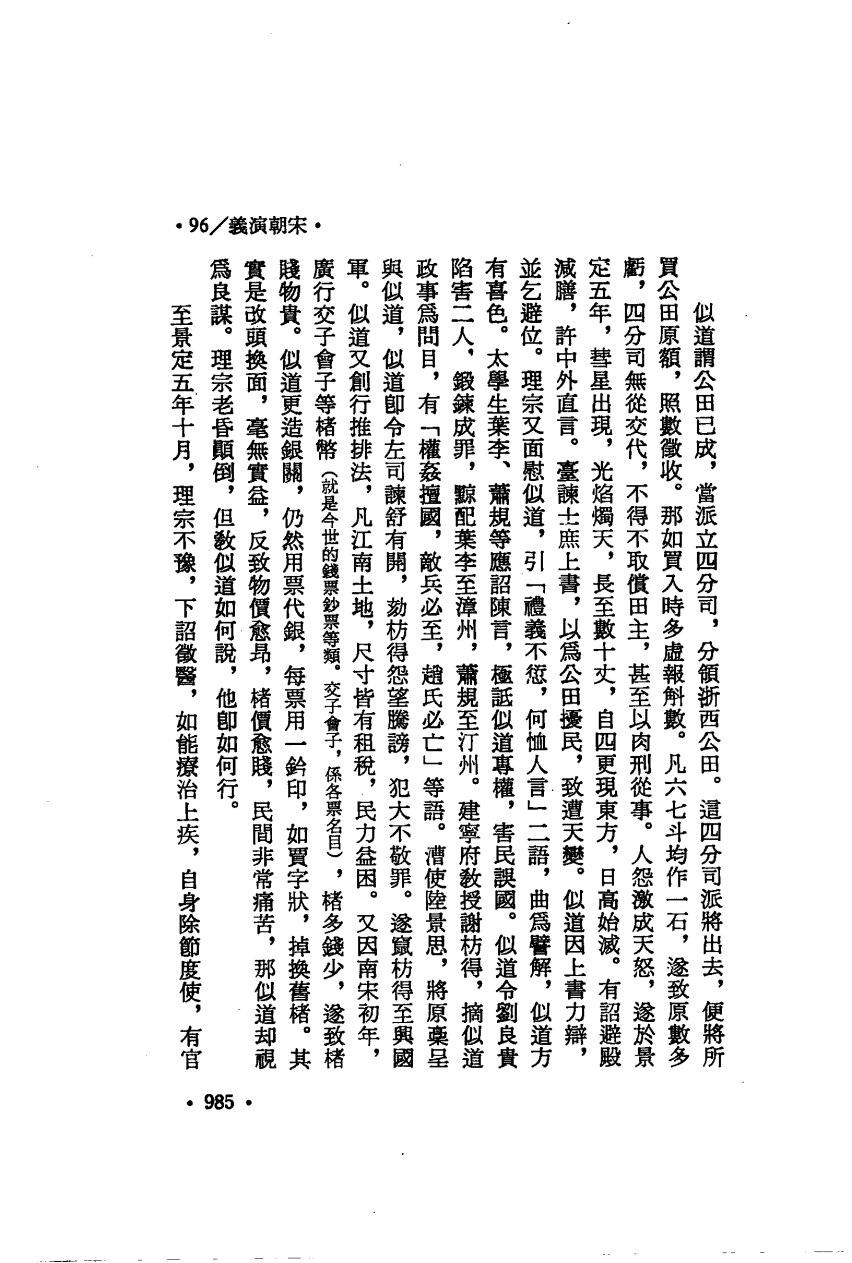 •96／義演朝宋•
似道謂公田已成，當派立四分司，分領浙西公田。這四分司派將出去，便將所
買公田原額，照數徵收。那如買入時多虛報斛數。凡六七斗均作一石，遂致原數多
虧，四分司無從交代，不得不取償田主，甚至以肉刑從事。人怨激成天怒，遂於景
定五年，彗星出現，光焰燭天，長至數十丈，自四更現東方，日高始滅。有詔避殿
減膳，許中外直言。臺諫士庶上書，以爲公田擾民，致遭天變。似道因上書力辯，
並乞避位。理宗又面慰似道，引「禮義不愆，何恤人言」二語，曲爲譬解，似道方
有喜色。太學生葉李、蕭規等應詔陳言，極詆似道專權，害民誤國。似道令劉良貴
陷害二人，鍛鍊成罪，黥配葉李至漳州，蕭規至汀州。建寧府教授謝枋得，摘似道
政事爲問目，有「權姦擅國，敵兵必至，趙氏必亡」等語。漕使陸景思，將原稾呈
與似道，似道卽令左司諫舒有開，劾枋得怨望騰謗，犯大不敬罪。遂竄枋得至興國
軍。似道又創行推排法，凡江南土地，尺寸皆有租稅，民力益困。又因南宋初年，
廣行交子會子等楮幣（就是今世的錢票鈔票等類。交子會子，係各票名目），楮多錢少，遂致楮
賤物貴。似道更造銀關，仍然用票代銀，每票用一鈐印，如賈字狀，掉換舊楮。其
實是改頭換面，毫無實益，反致物價愈昂，楮價愈賤，民間非常痛苦，那似道却視
爲良謀。理宗老昏顚倒，但敎似道如何說，他卽如何行。
至景定五年十月，理宗不豫，下詔徵醫，如能療治上疾，自身除節度使，有官
•985•